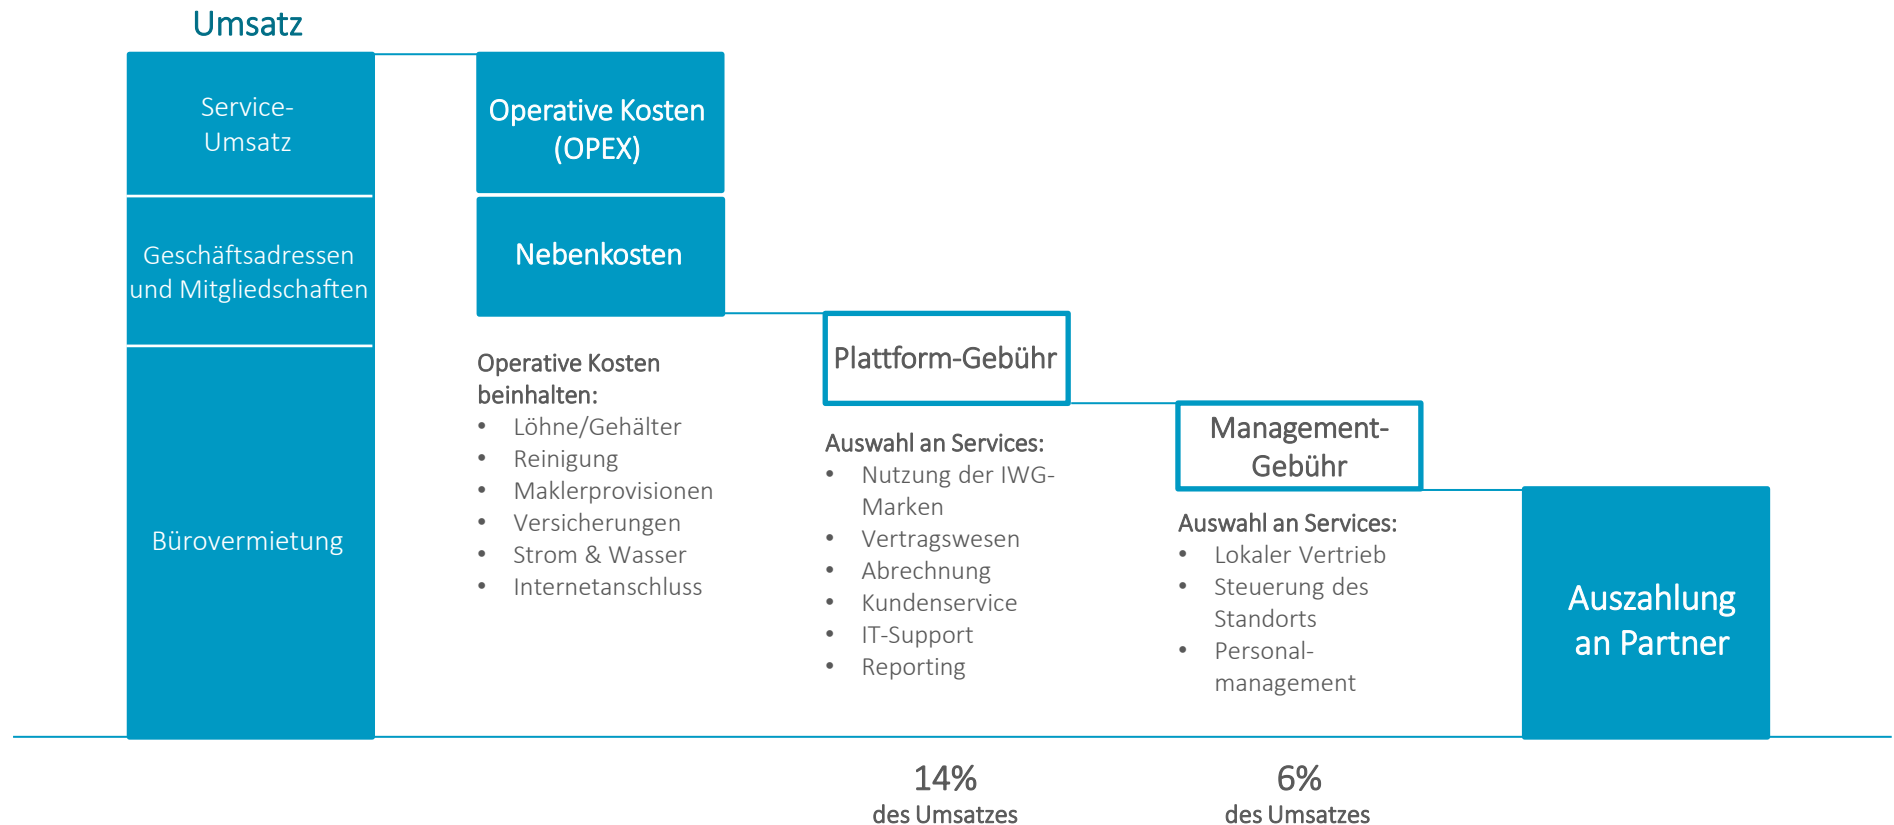 Umsatz
Service-
Umsatz
Geschäftsadressen
und Mitgliedschaften
Bürovermietung
Operative Kosten
(OPEX)
Nebenkosten
Operative Kosten
beinhalten:
• Löhne/Gehälter
• Reinigung
• Maklerprovisionen
• Versicherungen
• Strom & Wasser
• Internetanschluss
Plattform-Gebühr
Auswahl an Services:
• Nutzung der IWG-
Marken
• Vertragswesen
• Abrechnung
• Kundenservice
• IT-Support
• Reporting
14%
des Umsatzes
Management-
Gebühr
Auswahl an Services:
• Lokaler Vertrieb
• Steuerung des
Standorts
• Personal-
management
6%
des Umsatzes
Auszahlung
an Partner